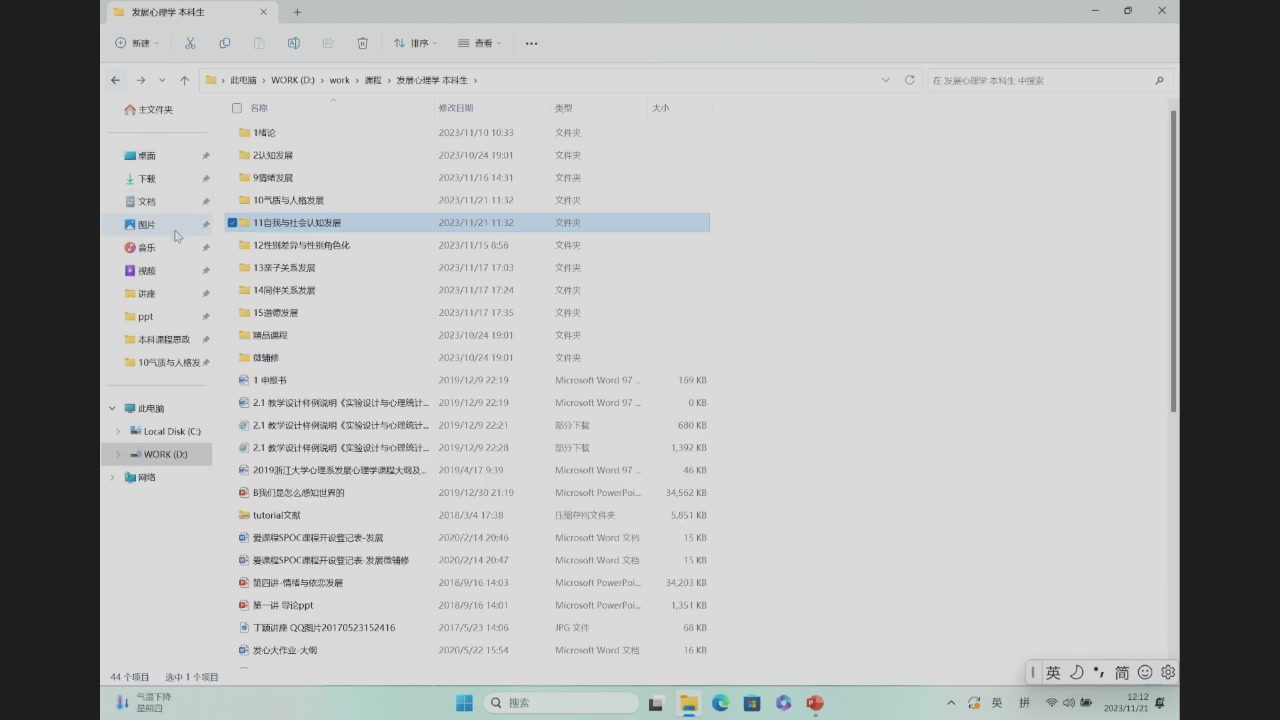 发展心理学 本科生
新建
排序
查看
此电脑 › WORK (D:) › work › 课程 › 发展心理学 本科生 ›
在 发展心理学 本科生 中搜索
主文件夹
桌面
下载
文档
图片
音乐
视频
讲座
ppt
本科课程思政
10气质与人格发
此电脑
Local Disk (C:)
WORK (D:)
网络
名称 修改日期 类型 大小
1绪论 2023/11/10 10:33 文件夹
2认知发展 2023/10/24 19:01 文件夹
9情绪发展 2023/11/16 14:31 文件夹
10气质与人格发展 2023/11/21 11:32 文件夹
11自我与社会认知发展 2023/11/21 11:32 文件夹
12性别差异与性别角色化 2023/11/15 8:56 文件夹
13亲子关系发展 2023/11/17 17:03 文件夹
14同伴关系发展 2023/11/17 17:24 文件夹
15道德发展 2023/11/17 17:35 文件夹
精品课程 2023/10/24 19:01 文件夹
微辅修 2023/10/24 19:01 文件夹
1 申报书 2019/12/9 22:19 Microsoft Word 97 ... 169 KB
2.1 教学设计样例说明《实验设计与心理统计... 2019/12/9 22:19 Microsoft Word 97 ... 0 KB
2.1 教学设计样例说明《实验设计与心理统计... 2019/12/9 22:21 部分下载 680 KB
2.1 教学设计样例说明《实验设计与心理统计... 2019/12/9 22:28 部分下载 1,392 KB
2019浙江大学心理系发展心理学课程大纲及... 2019/4/17 9:39 Microsoft Word 97 ... 46 KB
B我们是怎么感知世界的 2019/12/30 21:19 Microsoft PowerPoi... 34,562 KB
tutorial文献 2018/3/4 17:38 压缩存档文件夹 5,851 KB
爱课程SPOC课程开设登记表-发展 2020/2/14 20:46 Microsoft Word 文档 15 KB
爱课程SPOC课程开设登记表-发展微辅修 2020/2/14 20:47 Microsoft Word 文档 15 KB
第四讲-情绪与依恋发展 2018/9/16 14:03 Microsoft PowerPoi... 34,203 KB
第一讲 导论ppt 2018/9/16 14:01 Microsoft PowerPoi... 1,351 KB
丁颖讲座 QQ图片20170523152416 2017/5/23 14:06 JPG 文件 68 KB
发心大作业-大纲 2020/5/22 15:54 Microsoft Word 文档 16 KB
44 个项目 选中 1 个项目
英 简
气温下降
星期四
搜索
英 拼
12:12
2023/11/21